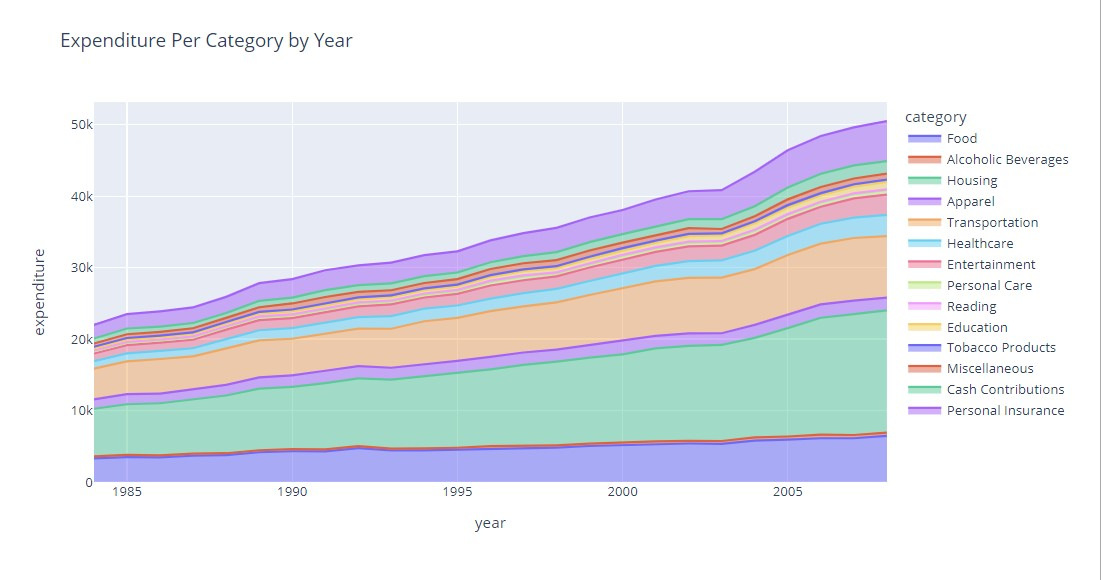 Expenditure Per Category by Year
expenditure
50k
40k
30k
20k
10k
0
1985
1990
1995
2000
2005
year
category
Food
Alcoholic Beverages
Housing
Apparel
Transportation
Healthcare
Entertainment
Personal Care
Reading
Education
Tobacco Products
Miscellaneous
Cash Contributions
Personal Insurance